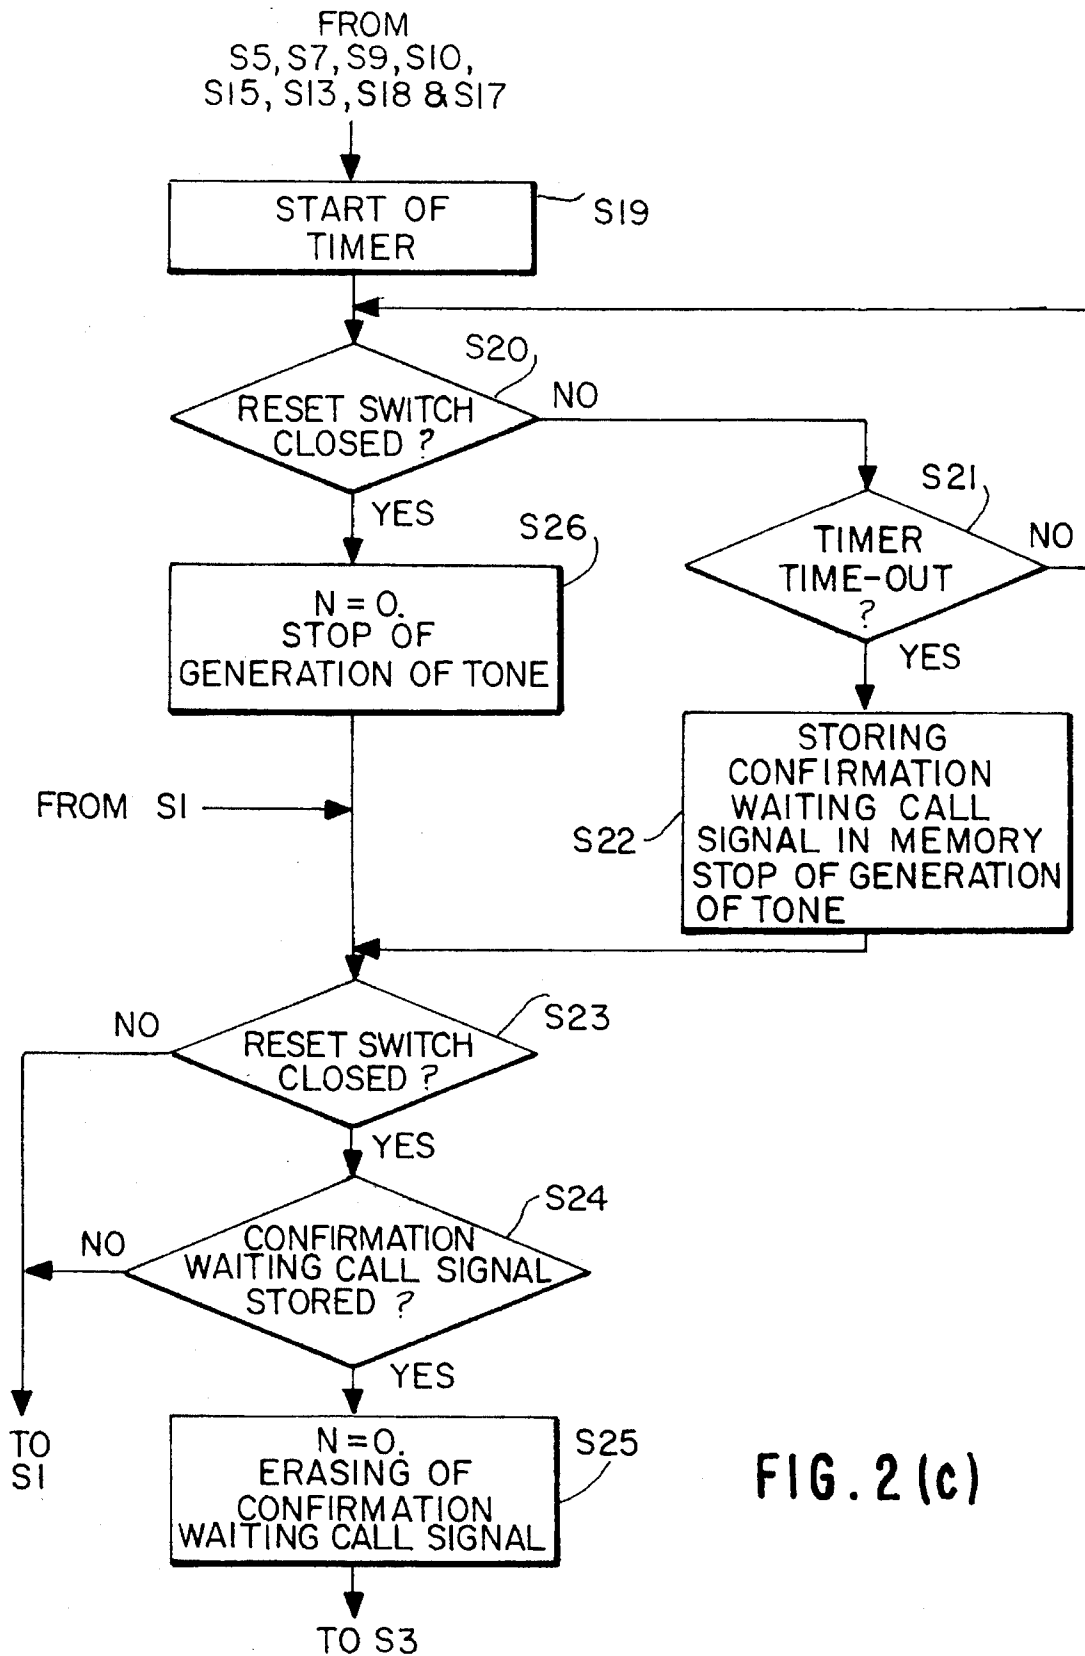 FROM
S5, S7, S9, S10,
S15, S13, S18 & S17
START OF
TIMER
S19
S20
RESET SWITCH
CLOSED ?
NO
YES
S21
TIMER
TIME-OUT
?
NO
YES
S26
N = 0.
STOP OF
GENERATION OF TONE
STORING
CONFIRMATION
WAITING CALL
SIGNAL IN MEMORY
STOP OF GENERATION
OF TONE
S22
FROM S1
S23
RESET SWITCH
CLOSED ?
NO
YES
S24
CONFIRMATION
WAITING CALL SIGNAL
STORED ?
NO
YES
TO
S1
S25
N = 0.
ERASING OF
CONFIRMATION
WAITING CALL SIGNAL
TO S3
FIG. 2 (c)